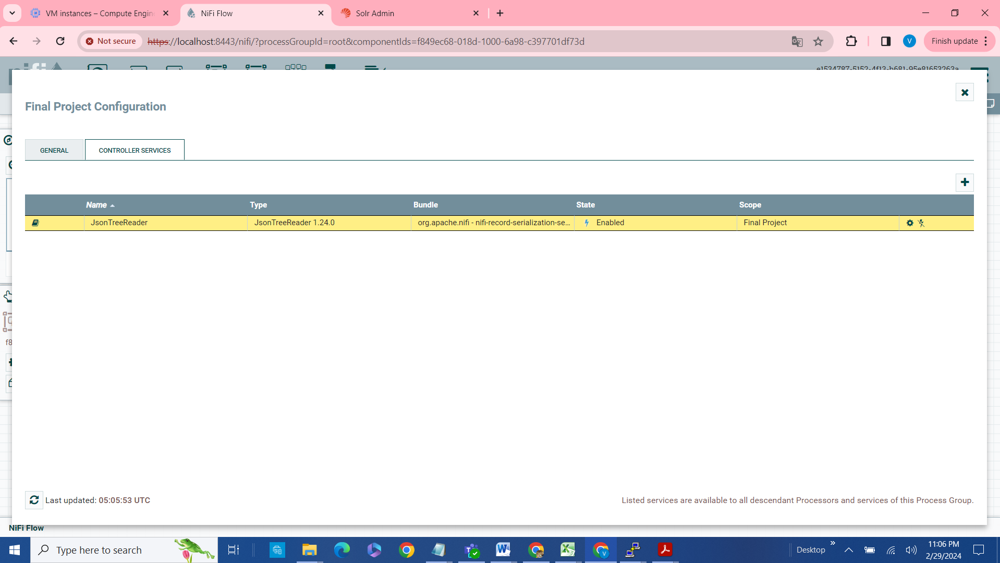 VM instances – Compute Engin
NiFi Flow
Solr Admin
Not secure
https://localhost:8443/nifi/?processGroupId=root&componentIds=f849ec68-018d-1000-6a98-c397701df73d
V
Finish update
nifi
e1534787-5152-4f13-b681-95e81653263a
Final Project Configuration
GENERAL
CONTROLLER SERVICES
Name
Type
Bundle
State
Scope
JsonTreeReader
JsonTreeReader 1.24.0
org.apache.nifi - nifi-record-serialization-se...
Enabled
Final Project
f8
Last updated: 05:05:53 UTC
Listed services are available to all descendant Processors and services of this Process Group.
NiFi Flow
Type here to search
Desktop
11:06 PM
2/29/2024